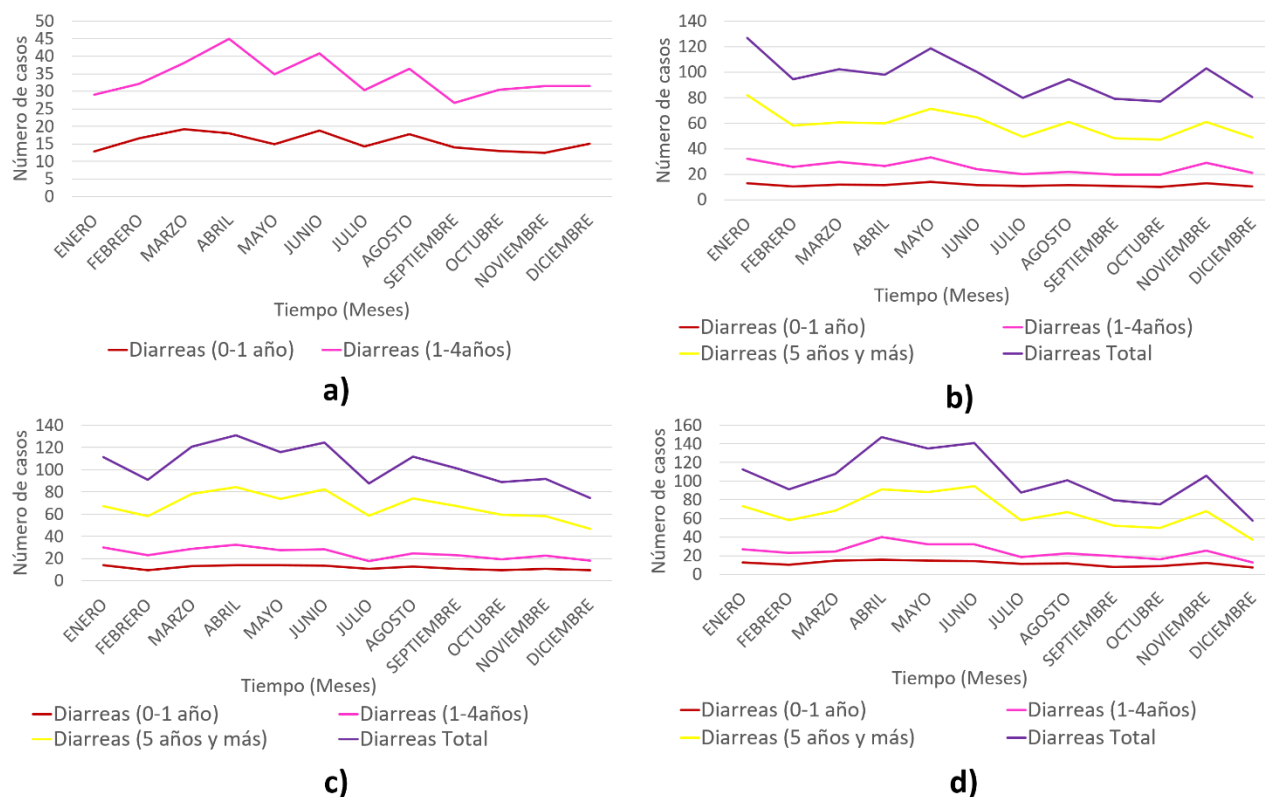 Número de casos
50
45
40
35
30
25
20
15
10
5
0
ENERO
FEBRERO
MARZO
ABRIL
MAYO
JUNIO
JULIO
AGOSTO
SEPTIEMBRE
OCTUBRE
NOVIEMBRE
DICIEMBRE
Tiempo (Meses)
Diarreas (0-1 año) Diarreas (1-4años)
a)
Número de casos
140
120
100
80
60
40
20
0
ENERO
FEBRERO
MARZO
ABRIL
MAYO
JUNIO
JULIO
AGOSTO
SEPTIEMBRE
OCTUBRE
NOVIEMBRE
DICIEMBRE
Tiempo (Meses)
Diarreas (0-1 año) Diarreas (1-4años)
Diarreas (5 años y más) Diarreas Total
b)
Número de casos
140
120
100
80
60
40
20
0
ENERO
FEBRERO
MARZO
ABRIL
MAYO
JUNIO
JULIO
AGOSTO
SEPTIEMBRE
OCTUBRE
NOVIEMBRE
DICIEMBRE
Tiempo (Meses)
Diarreas (0-1 año) Diarreas (1-4años)
Diarreas (5 años y más) Diarreas Total
c)
Número de casos
160
140
120
100
80
60
40
20
0
ENERO
FEBRERO
MARZO
ABRIL
MAYO
JUNIO
JULIO
AGOSTO
SEPTIEMBRE
OCTUBRE
NOVIEMBRE
DICIEMBRE
Tiempo (Meses)
Diarreas (0-1 año) Diarreas (1-4años)
Diarreas (5 años y más) Diarreas Total
d)